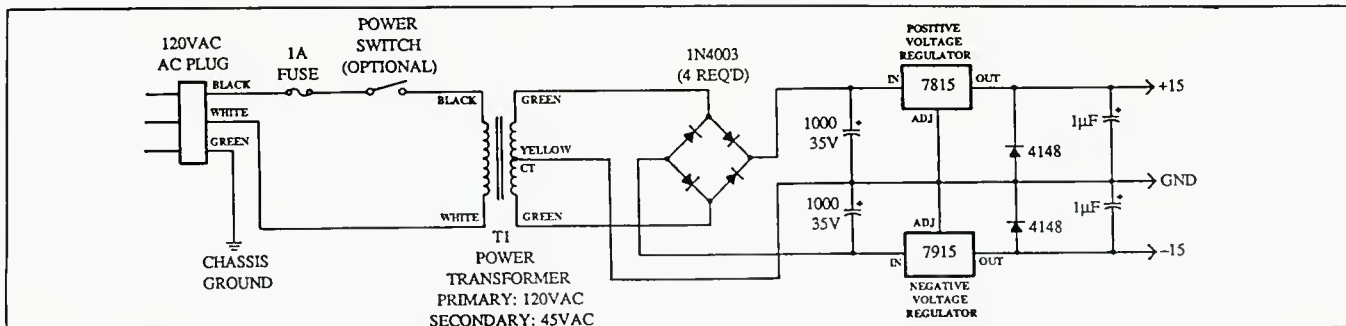 120VAC
AC PLUG
BLACK
WHITE
GREEN
CHASSIS
GROUND
1A
FUSE
POWER
SWITCH
(OPTIONAL)
BLACK
WHITE
GREEN
YELLOW
CT
GREEN
T1
POWER
TRANSFORMER
PRIMARY: 120VAC
SECONDARY: 45VAC
1N4003
(4 REQ'D)
1000
35V
+
1000
35V
+
POSITIVE
VOLTAGE
REGULATOR
IN
7815
OUT
ADJ
ADJ
IN
7915
OUT
NEGATIVE
VOLTAGE
REGULATOR
4148
4148
1µF
+
1µF
+
+15
GND
–15